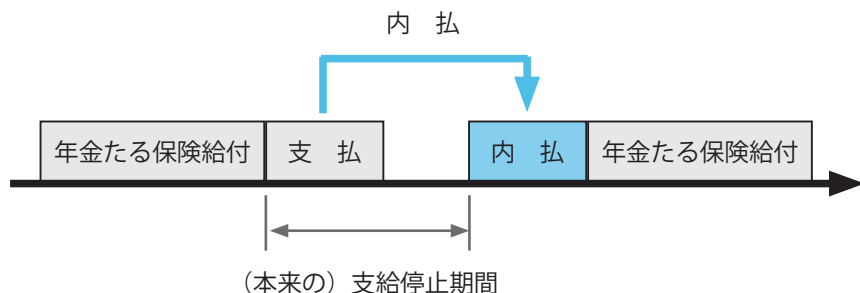 内　払
年金たる保険給付
支　払
内　払
年金たる保険給付
（本来の）支給停止期間